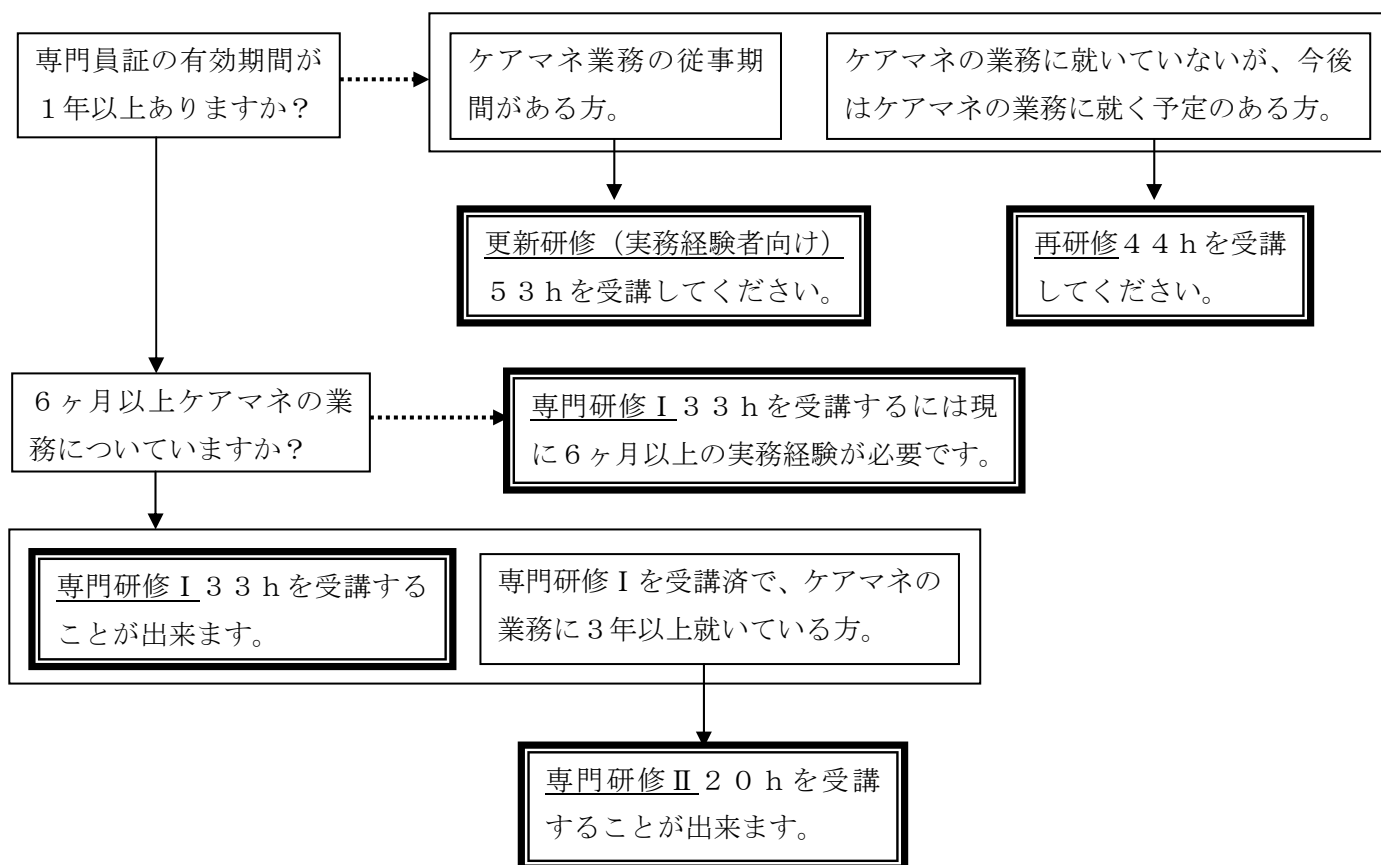 専門員証の有効期間が
１年以上ありますか？
ケアマネ業務の従事期
間がある方。
ケアマネの業務に就いていないが、今後
はケアマネの業務に就く予定のある方。
更新研修（実務経験者向け）
５３ｈを受講してください。
再研修４４ｈを受講
してください。
６ヶ月以上ケアマネの業
務についていますか？
専門研修Ⅰ３３ｈを受講するには現
に６ヶ月以上の実務経験が必要です。
専門研修Ⅰ３３ｈを受講する
ことが出来ます。
専門研修Ⅰを受講済で、ケアマネの
業務に３年以上就いている方。
専門研修Ⅱ２０ｈを受講
することが出来ます。